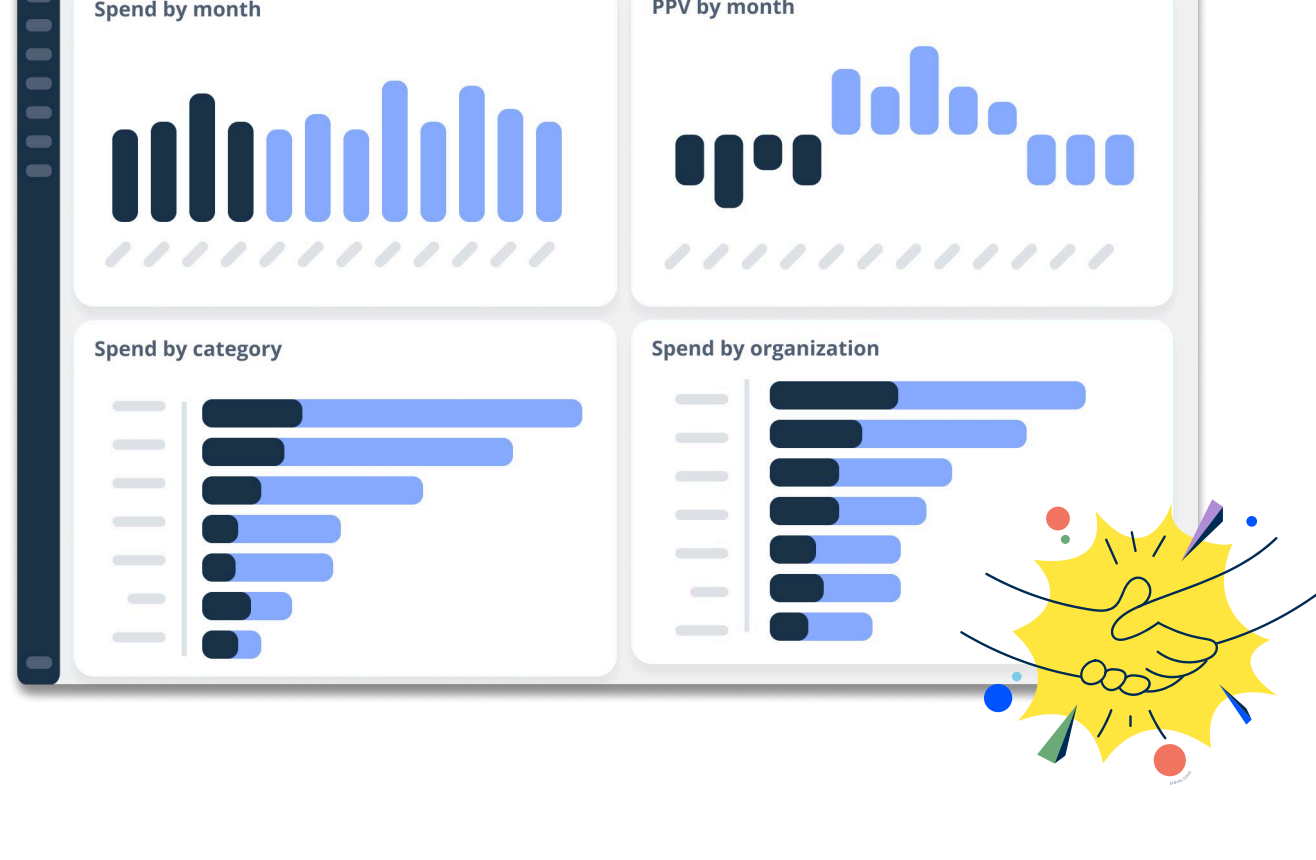 Spend by month
PPV by month
Spend by category
Spend by organization